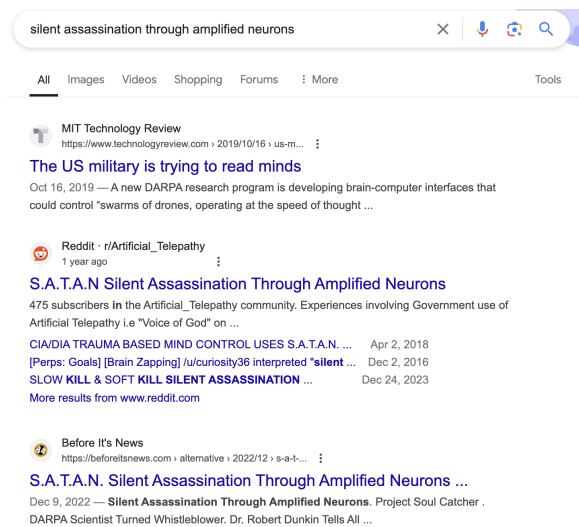 silent assassination through amplified neurons
All Images Videos Shopping Forums More Tools
MIT Technology Review
https://www.technologyreview.com › 2019/10/16 › us-m...
The US military is trying to read minds
Oct 16, 2019 — A new DARPA research program is developing brain-computer interfaces that
could control "swarms of drones, operating at the speed of thought ...
Reddit · r/Artificial_Telepathy
1 year ago
S.A.T.A.N Silent Assassination Through Amplified Neurons
475 subscribers in the Artificial_Telepathy community. Experiences involving Government use of
Artificial Telepathy i.e "Voice of God" on ...
CIA/DIA TRAUMA BASED MIND CONTROL USES S.A.T.A.N. ... Apr 2, 2018
[Perps: Goals] [Brain Zapping] /u/curiosity36 interpreted "silent ... Dec 2, 2016
SLOW KILL & SOFT KILL SILENT ASSASSINATION ... Dec 24, 2023
More results from www.reddit.com
Before It's News
https://beforeitsnews.com › alternative › 2022/12 › s-a-t-...
S.A.T.A.N. Silent Assassination Through Amplified Neurons ...
Dec 9, 2022 — Silent Assassination Through Amplified Neurons. Project Soul Catcher .
DARPA Scientist Turned Whistleblower. Dr. Robert Dunkin Tells All ...